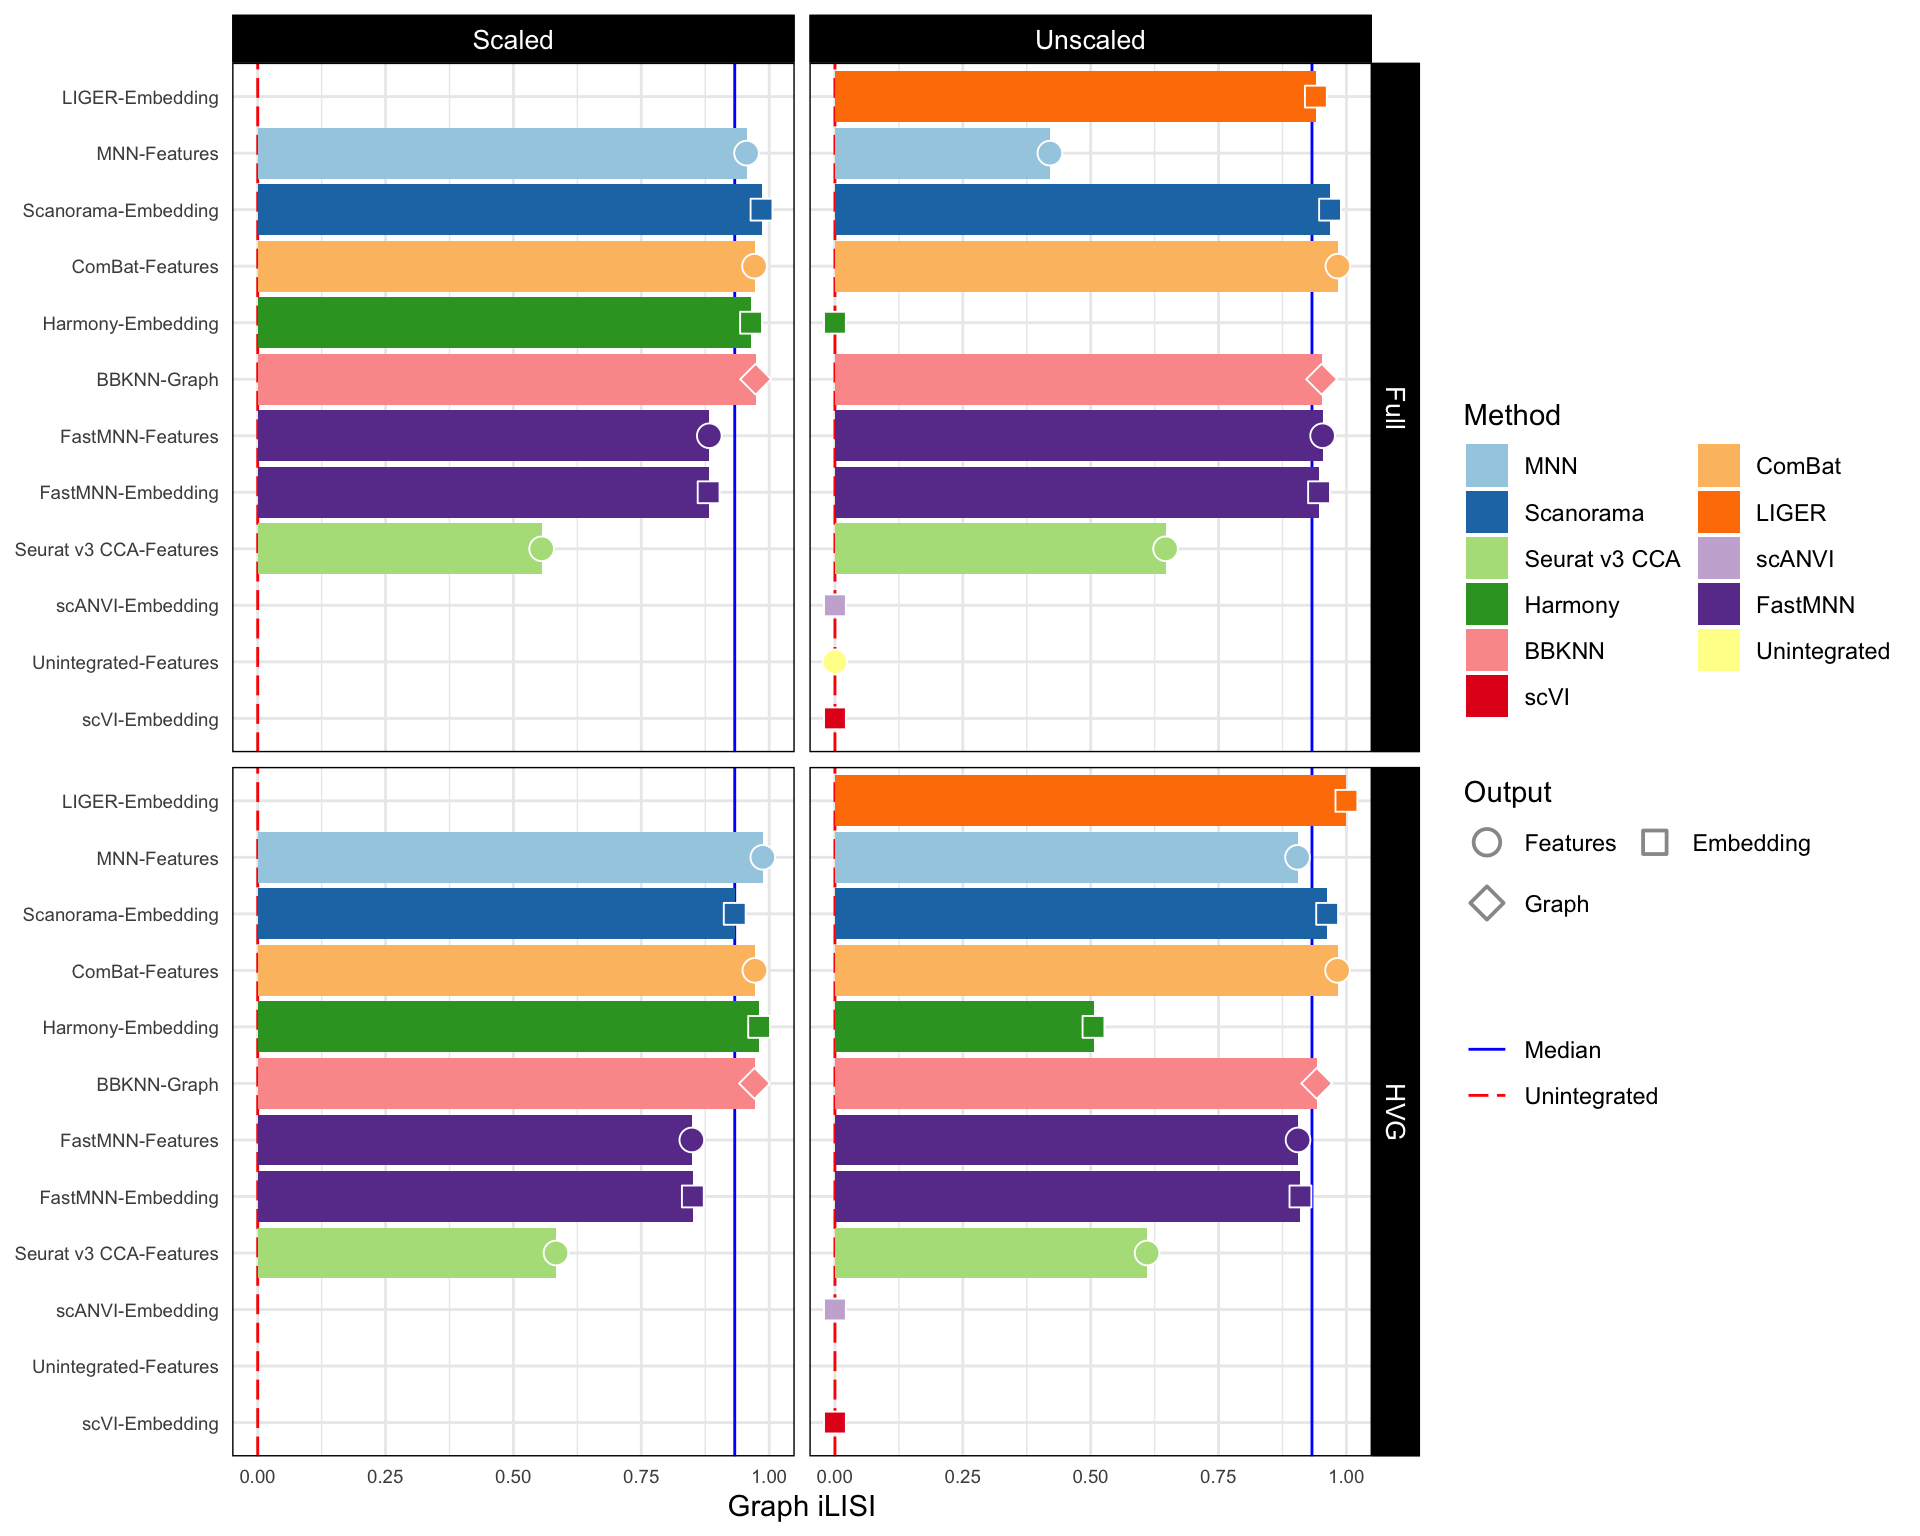 Scaled
Unscaled
LIGER-Embedding
MNN-Features
Scanorama-Embedding
ComBat-Features
Harmony-Embedding
BBKNN-Graph
FastMNN-Features
FastMNN-Embedding
Seurat v3 CCA-Features
scANVI-Embedding
Unintegrated-Features
scVI-Embedding
Full
LIGER-Embedding
MNN-Features
Scanorama-Embedding
ComBat-Features
Harmony-Embedding
BBKNN-Graph
FastMNN-Features
FastMNN-Embedding
Seurat v3 CCA-Features
scANVI-Embedding
Unintegrated-Features
scVI-Embedding
HVG
0.00 0.25 0.50 0.75 1.00
0.00 0.25 0.50 0.75 1.00
Graph iLISI
Method
MNN ComBat
Scanorama LIGER
Seurat v3 CCA scANVI
Harmony FastMNN
BBKNN Unintegrated
scVI
Output
Features Embedding
Graph
Median
Unintegrated